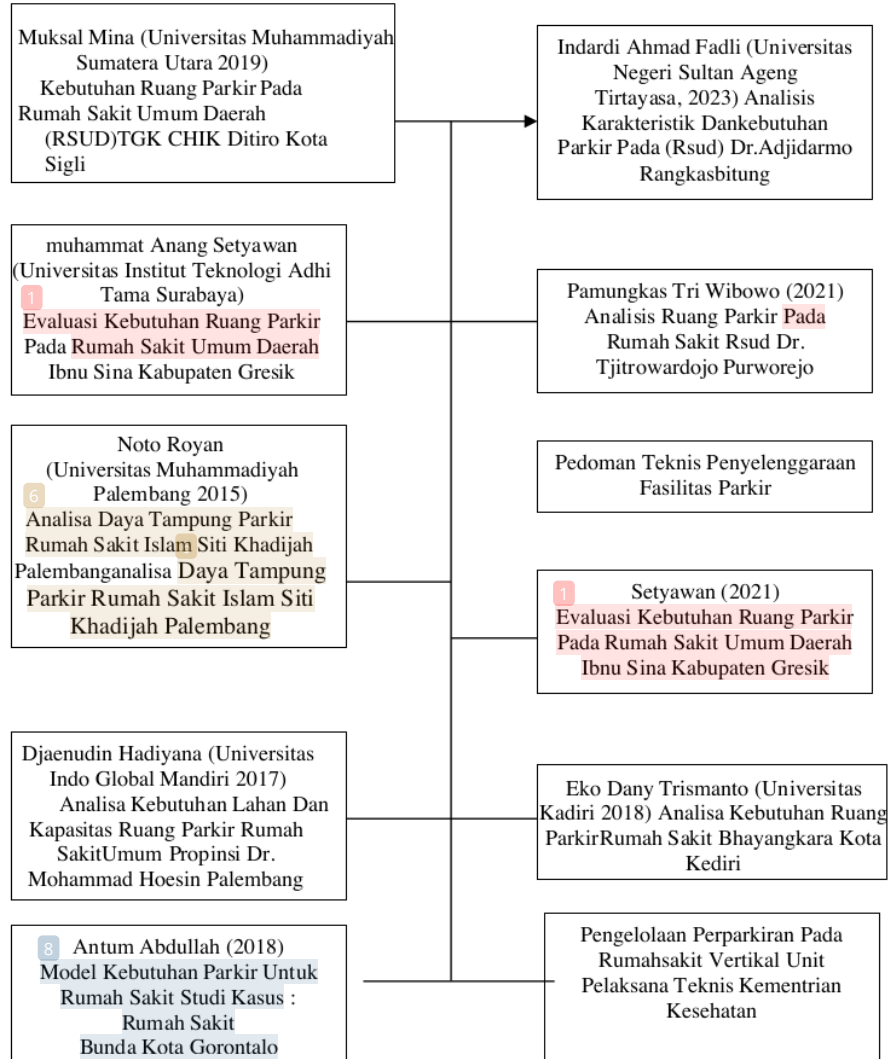 Muksal Mina (Universitas Muhammadiyah
Sumatera Utara 2019)
Kebutuhan Ruang Parkir Pada
Rumah Sakit Umum Daerah
(RSUD)TGK CHIK Ditiro Kota
Sigli
Indardi Ahmad Fadli (Universitas
Negeri Sultan Ageng
Tirtayasa, 2023) Analisis
Karakteristik Dankebutuhan
Parkir Pada (Rsud) Dr.Adjidarmo
Rangkasbitung
muhammat Anang Setyawan
(Universitas Institut Teknologi Adhi
Tama Surabaya)
1
Evaluasi Kebutuhan Ruang Parkir
Pada Rumah Sakit Umum Daerah
Ibnu Sina Kabupaten Gresik
Pamungkas Tri Wibowo (2021)
Analisis Ruang Parkir Pada
Rumah Sakit Rsud Dr.
Tjitrowardojo Purworejo
Noto Royan
(Universitas Muhammadiyah
Palembang 2015)
6
Analisa Daya Tampung Parkir
Rumah Sakit Islam Siti Khadijah
Palembanganalisa Daya Tampung
Parkir Rumah Sakit Islam Siti
Khadijah Palembang
Pedoman Teknis Penyelenggaraan
Fasilitas Parkir
1 Setyawan (2021)
Evaluasi Kebutuhan Ruang Parkir
Pada Rumah Sakit Umum Daerah
Ibnu Sina Kabupaten Gresik
Djaenudin Hadiyana (Universitas
Indo Global Mandiri 2017)
Analisa Kebutuhan Lahan Dan
Kapasitas Ruang Parkir Rumah
SakitUmum Propinsi Dr.
Mohammad Hoesin Palembang
Eko Dany Trismanto (Universitas
Kadiri 2018) Analisa Kebutuhan Ruang
ParkirRumah Sakit Bhayangkara Kota
Kediri
8 Antum Abdullah (2018)
Model Kebutuhan Parkir Untuk
Rumah Sakit Studi Kasus :
Rumah Sakit
Bunda Kota Gorontalo
Pengelolaan Perparkiran Pada
Rumahsakit Vertikal Unit
Pelaksana Teknis Kementrian
Kesehatan